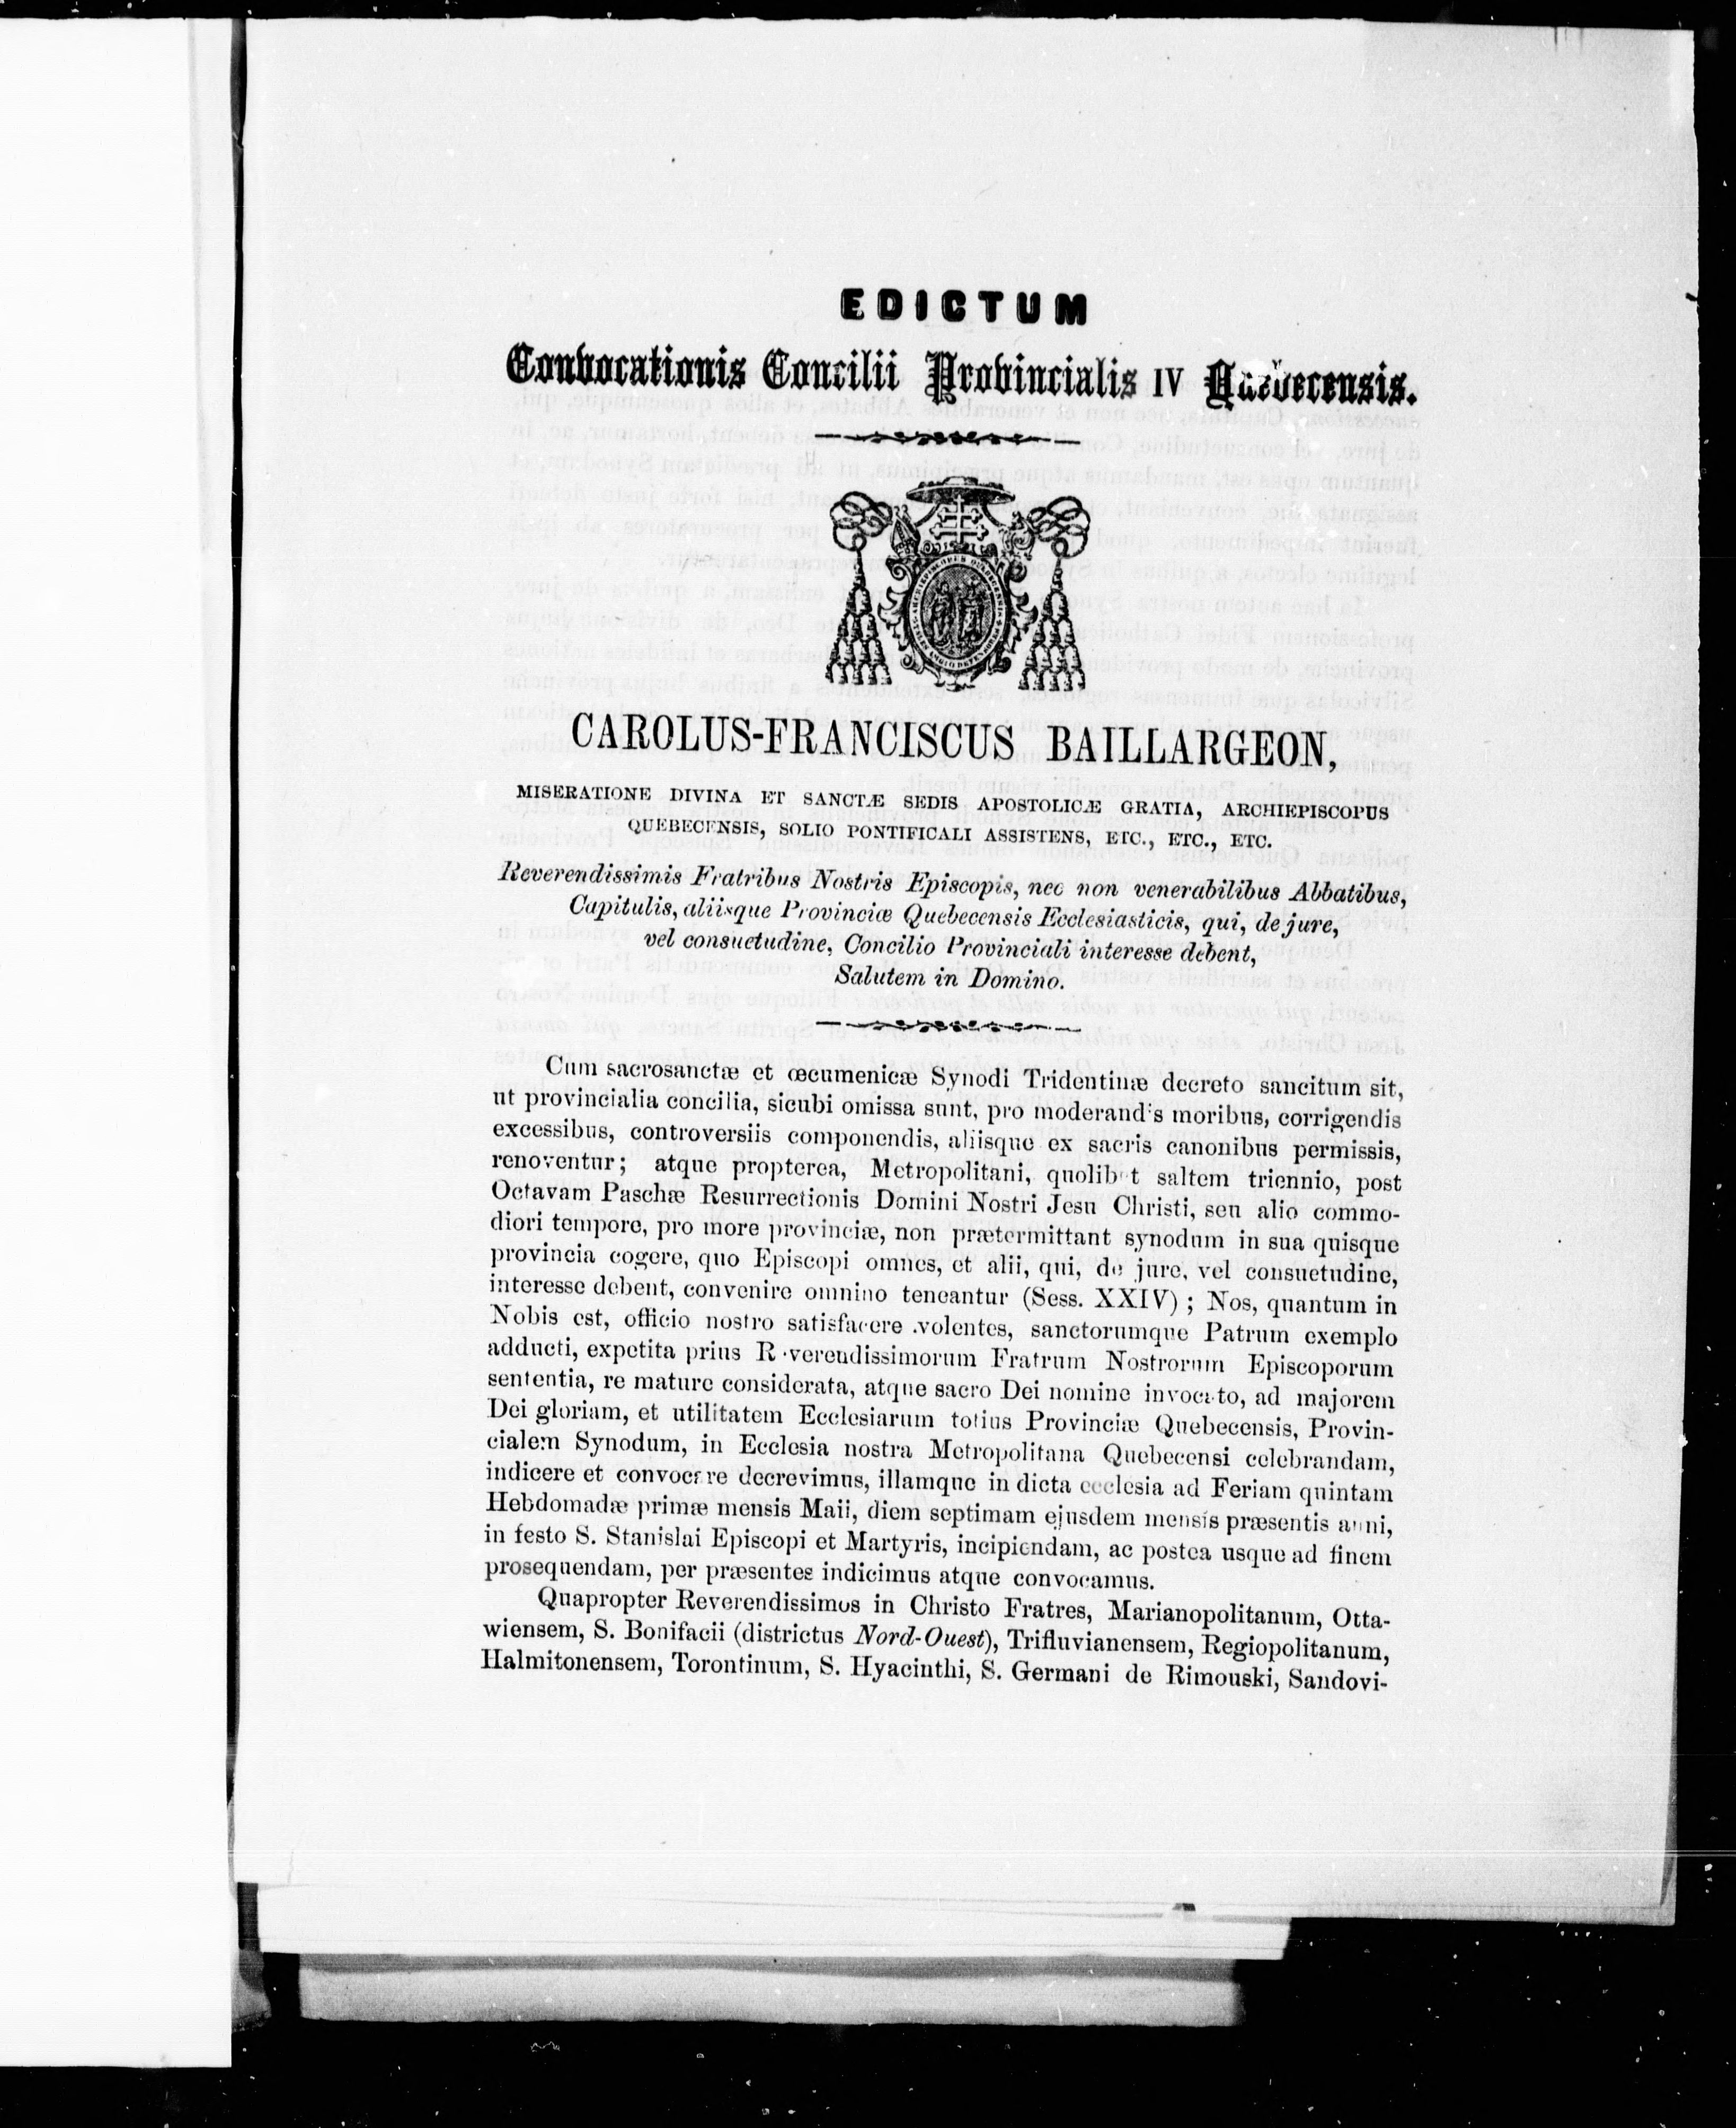 EDICTUM
Convocationis Concilii Provincialis IV Quebecensis.
CAROLUS-FRANCISCUS BAILLARGEON,
MISERATIONE DIVINA ET SANCTÆ SEDIS APOSTOLICÆ GRATIA, ARCHIEPISCOPUS
QUEBECENSIS, SOLIO PONTIFICALI ASSISTENS, ETC., ETC., ETC.
Reverendissimis Fratribus Nostris Episcopis, nec non venerabilibus Abbatibus,
Capitulis, aliisque Provinciæ Quebecensis Ecclesiasticis, qui, de jure,
vel consuetudine, Concilio Provinciali interesse debent,
Salutem in Domino.
Cum sacrosanctæ et œcumenicæ Synodi Tridentinæ decreto sancitum sit,
ut provincialia concilia, sicubi omissa sunt, pro moderandis moribus, corrigendis
excessibus, controversiis componendis, aliisque ex sacris canonibus permissis,
renoventur; atque propterea, Metropolitani, quolibet saltem triennio, post
Octavam Paschæ Resurrectionis Domini Nostri Jesu Christi, seu alio commo-
diori tempore, pro more provinciæ, non prætermittant synodum in sua quisque
provincia cogere, quo Episcopi omnes, et alii, qui, de jure, vel consuetudine,
interesse debent, convenire omnino teneantur (Sess. XXIV) ; Nos, quantum in
Nobis est, officio nostro satisfacere volentes, sanctorumque Patrum exemplo
adducti, expetita prius Reverendissimorum Fratrum Nostrorum Episcoporum
sententia, re mature considerata, atque sacro Dei nomine invocato, ad majorem
Dei gloriam, et utilitatem Ecclesiarum totius Provinciæ Quebecensis, Provin-
cialem Synodum, in Ecclesia nostra Metropolitana Quebecensi celebrandam,
indicere et convocare decrevimus, illamque in dicta ecclesia ad Feriam quintam
Hebdomadæ primæ mensis Maii, diem septimam ejusdem mensis præsentis anni,
in festo S. Stanislai Episcopi et Martyris, incipiendam, ac postea usque ad finem
prosequendam, per præsentes indicimus atque convocamus.
Quapropter Reverendissimos in Christo Fratres, Marianopolitanum, Otta-
wiensem, S. Bonifacii (districtus Nord-Ouest), Trifluvianensem, Regiopolitanum,
Halmitonensem, Torontinum, S. Hyacinthi, S. Germani de Rimouski, Sandovi-